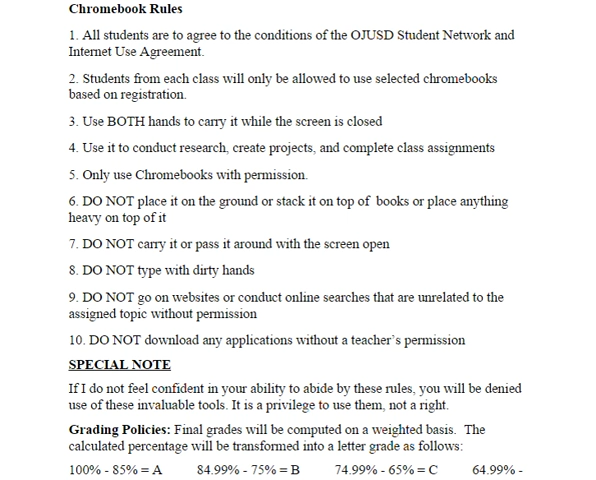 Chromebook Rules
1. All students are to agree to the conditions of the OJUSD Student Network and
Internet Use Agreement.
2. Students from each class will only be allowed to use selected chromebooks
based on registration.
3. Use BOTH hands to carry it while the screen is closed
4. Use it to conduct research, create projects, and complete class assignments
5. Only use Chromebooks with permission.
6. DO NOT place it on the ground or stack it on top of  books or place anything
heavy on top of it
7. DO NOT carry it or pass it around with the screen open
8. DO NOT type with dirty hands
9. DO NOT go on websites or conduct online searches that are unrelated to the
assigned topic without permission
10. DO NOT download any applications without a teacher's permission
SPECIAL NOTE
If I do not feel confident in your ability to abide by these rules, you will be denied
use of these invaluable tools. It is a privilege to use them, not a right.
Grading Policies: Final grades will be computed on a weighted basis.  The
calculated percentage will be transformed into a letter grade as follows:
100% - 85% = A 84.99% - 75% = B 74.99% - 65% = C 64.99% -